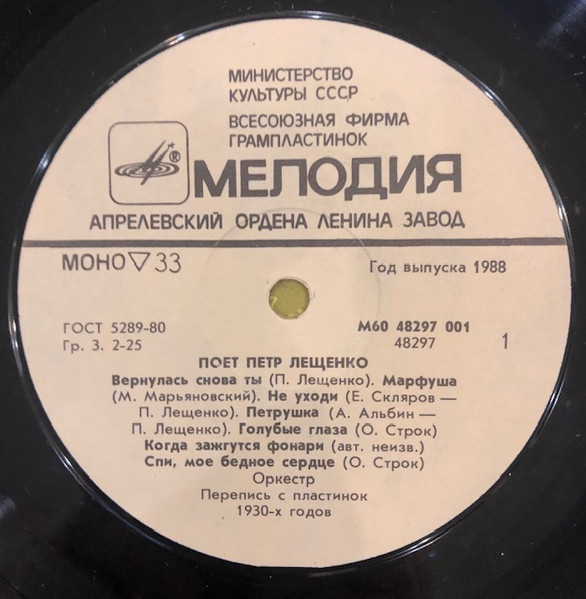 МИНИСТЕРСТВО
КУЛЬТУРЫ СССР
ВСЕСОЮЗНАЯ ФИРМА
ГРАМПЛАСТИНОК
®
МЕЛОДИЯ
АПРЕЛЕВСКИЙ ОРДЕНА ЛЕНИНА ЗАВОД
МОНО ▽ 33
Год выпуска 1988
ГОСТ 5289-80
М60 48297 001
Гр. 3. 2-25
48297
1
ПОЕТ ПЕТР ЛЕЩЕНКО
Вернулась снова ты (П. Лещенко). Марфуша
(М. Марьяновский). Не уходи (Е. Скляров —
П. Лещенко). Петрушка (А. Альбин —
П. Лещенко). Голубые глаза (О. Строк)
Когда зажгутся фонари (авт. неизв.)
Спи, мое бедное сердце (О. Строк)
Оркестр
Перепись с пластинок
1930-х годов